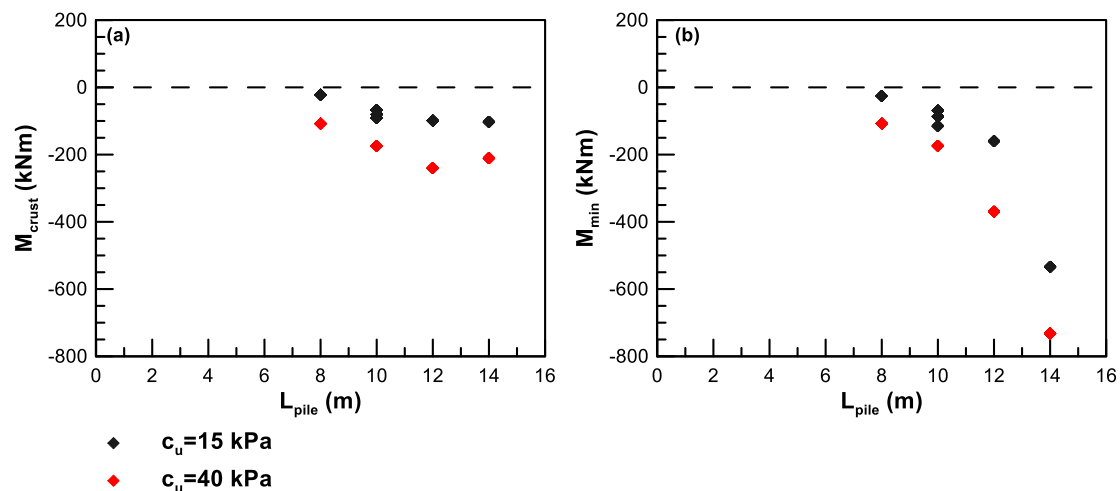 (a)
200
0
-200
-400
-600
-800
M_crust (kNm)
0 2 4 6 8 10 12 14 16
L_pile (m)
(b)
200
0
-200
-400
-600
-800
M_min (kNm)
0 2 4 6 8 10 12 14 16
L_pile (m)
c_u=15 kPa
c_u=40 kPa